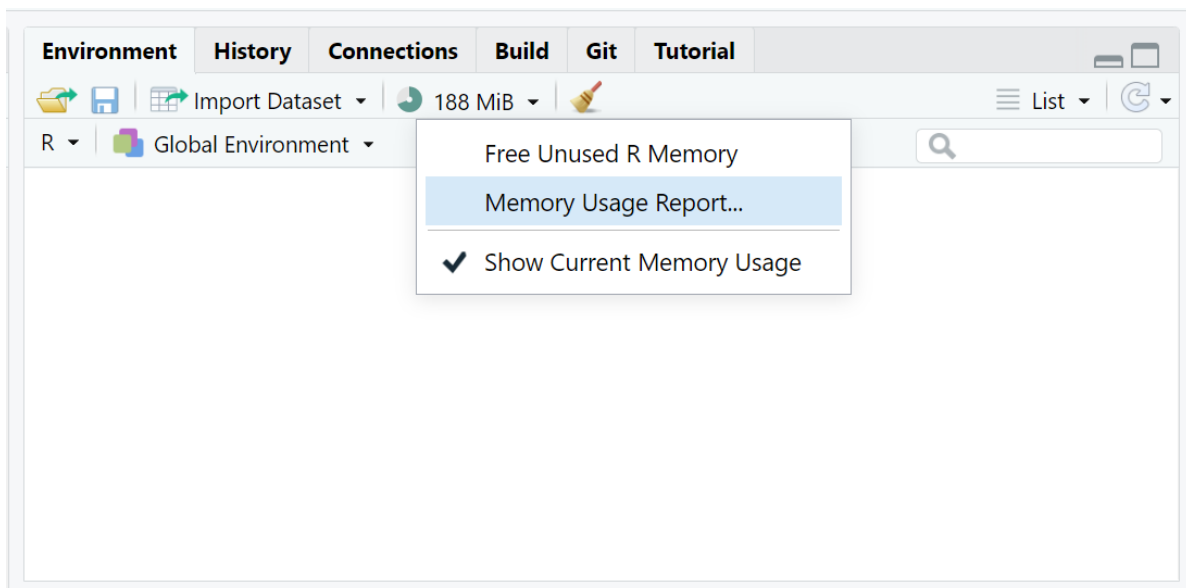 Environment History Connections Build Git Tutorial
Import Dataset 188 MiB List
R Global Environment
Free Unused R Memory
Memory Usage Report...
Show Current Memory Usage